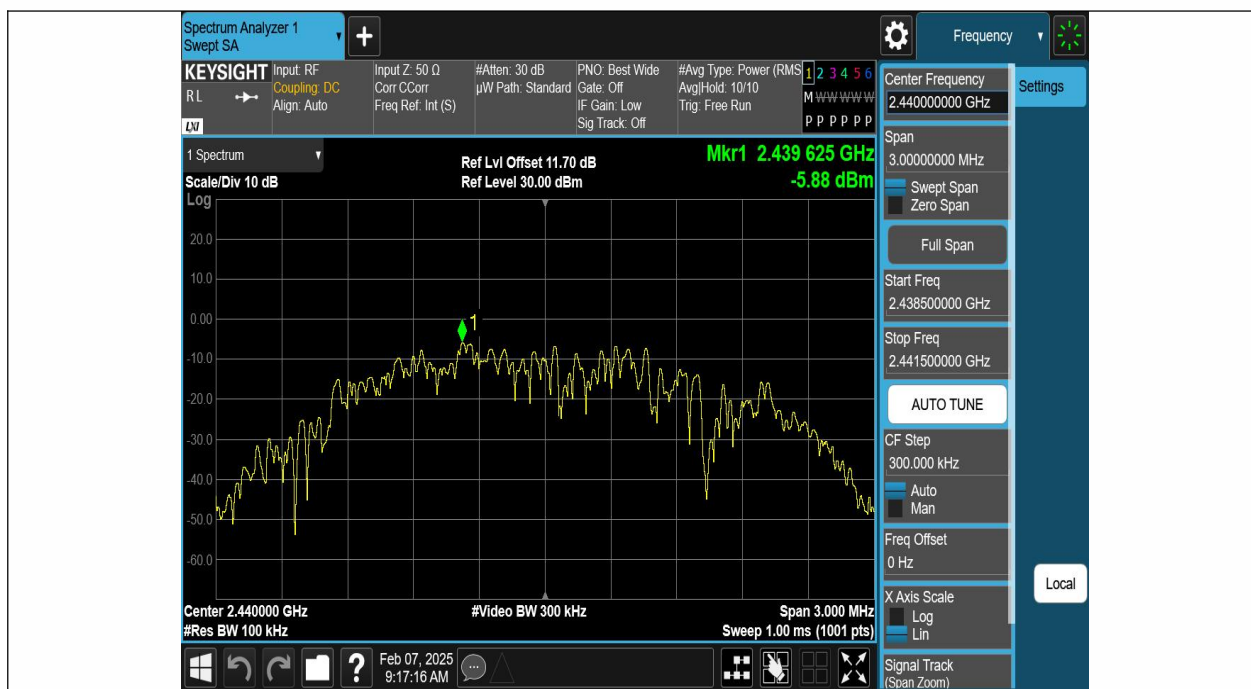 Spectrum Analyzer 1
Swept SA
+
Frequency
KEYSIGHT
RL
LXI
Input: RF
Coupling: DC
Align: Auto
Input Z: 50 Ω
Corr CCorr
Freq Ref: Int (S)
#Atten: 30 dB
µW Path: Standard
PNO: Best Wide
Gate: Off
IF Gain: Low
Sig Track: Off
#Avg Type: Power (RMS
Avg|Hold: 10/10
Trig: Free Run
1 2 3 4 5 6
M W W W W W
P P P P P P
1 Spectrum
Scale/Div 10 dB
Log
Ref Lvl Offset 11.70 dB
Ref Level 30.00 dBm
Mkr1 2.439 625 GHz
-5.88 dBm
20.0
10.0
0.00
-10.0
-20.0
-30.0
-40.0
-50.0
-60.0
1
Center 2.440000 GHz
#Res BW 100 kHz
#Video BW 300 kHz
Span 3.000 MHz
Sweep 1.00 ms (1001 pts)
?
Feb 07, 2025
9:17:16 AM
Center Frequency
2.440000000 GHz
Settings
Span
3.00000000 MHz
Swept Span
Zero Span
Full Span
Start Freq
2.438500000 GHz
Stop Freq
2.441500000 GHz
AUTO TUNE
CF Step
300.000 kHz
Auto
Man
Freq Offset
0 Hz
X Axis Scale
Log
Lin
Local
Signal Track
(Span Zoom)